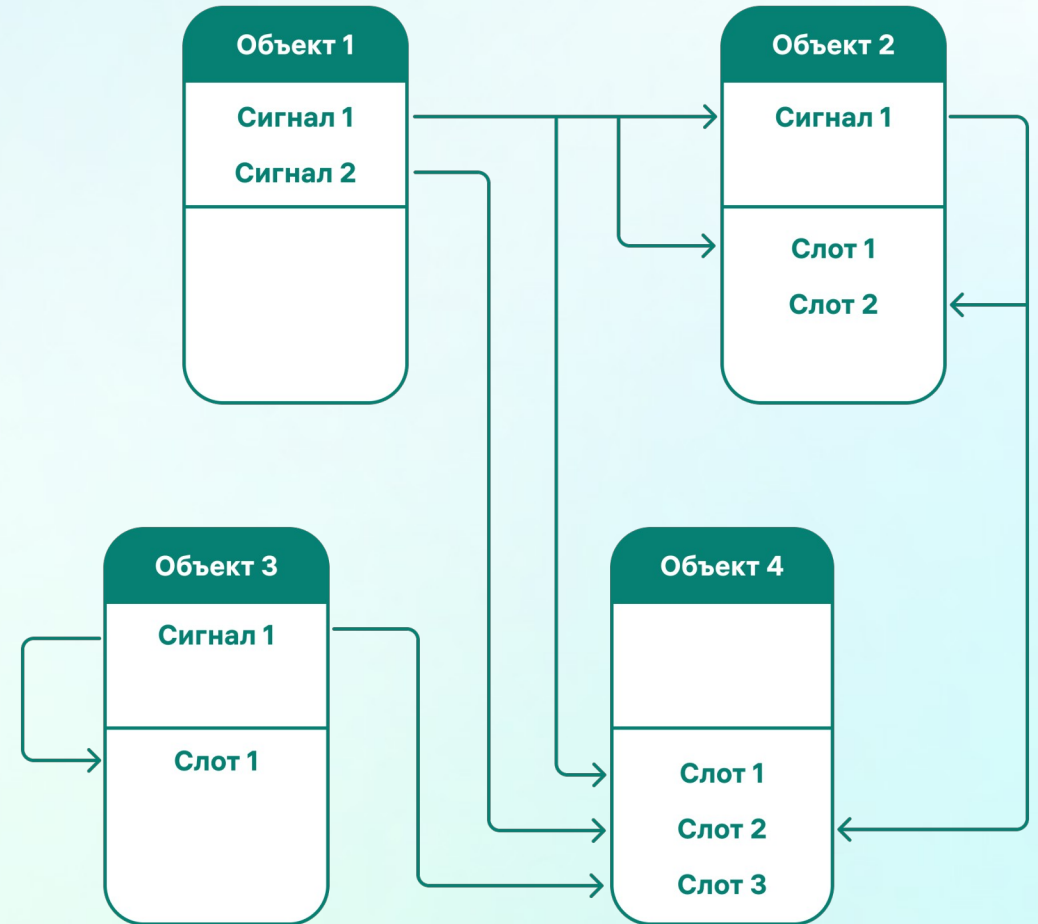 Объект 1
Сигнал 1
Сигнал 2
Объект 2
Сигнал 1
Слот 1
Слот 2
Объект 3
Сигнал 1
Слот 1
Объект 4
Слот 1
Слот 2
Слот 3